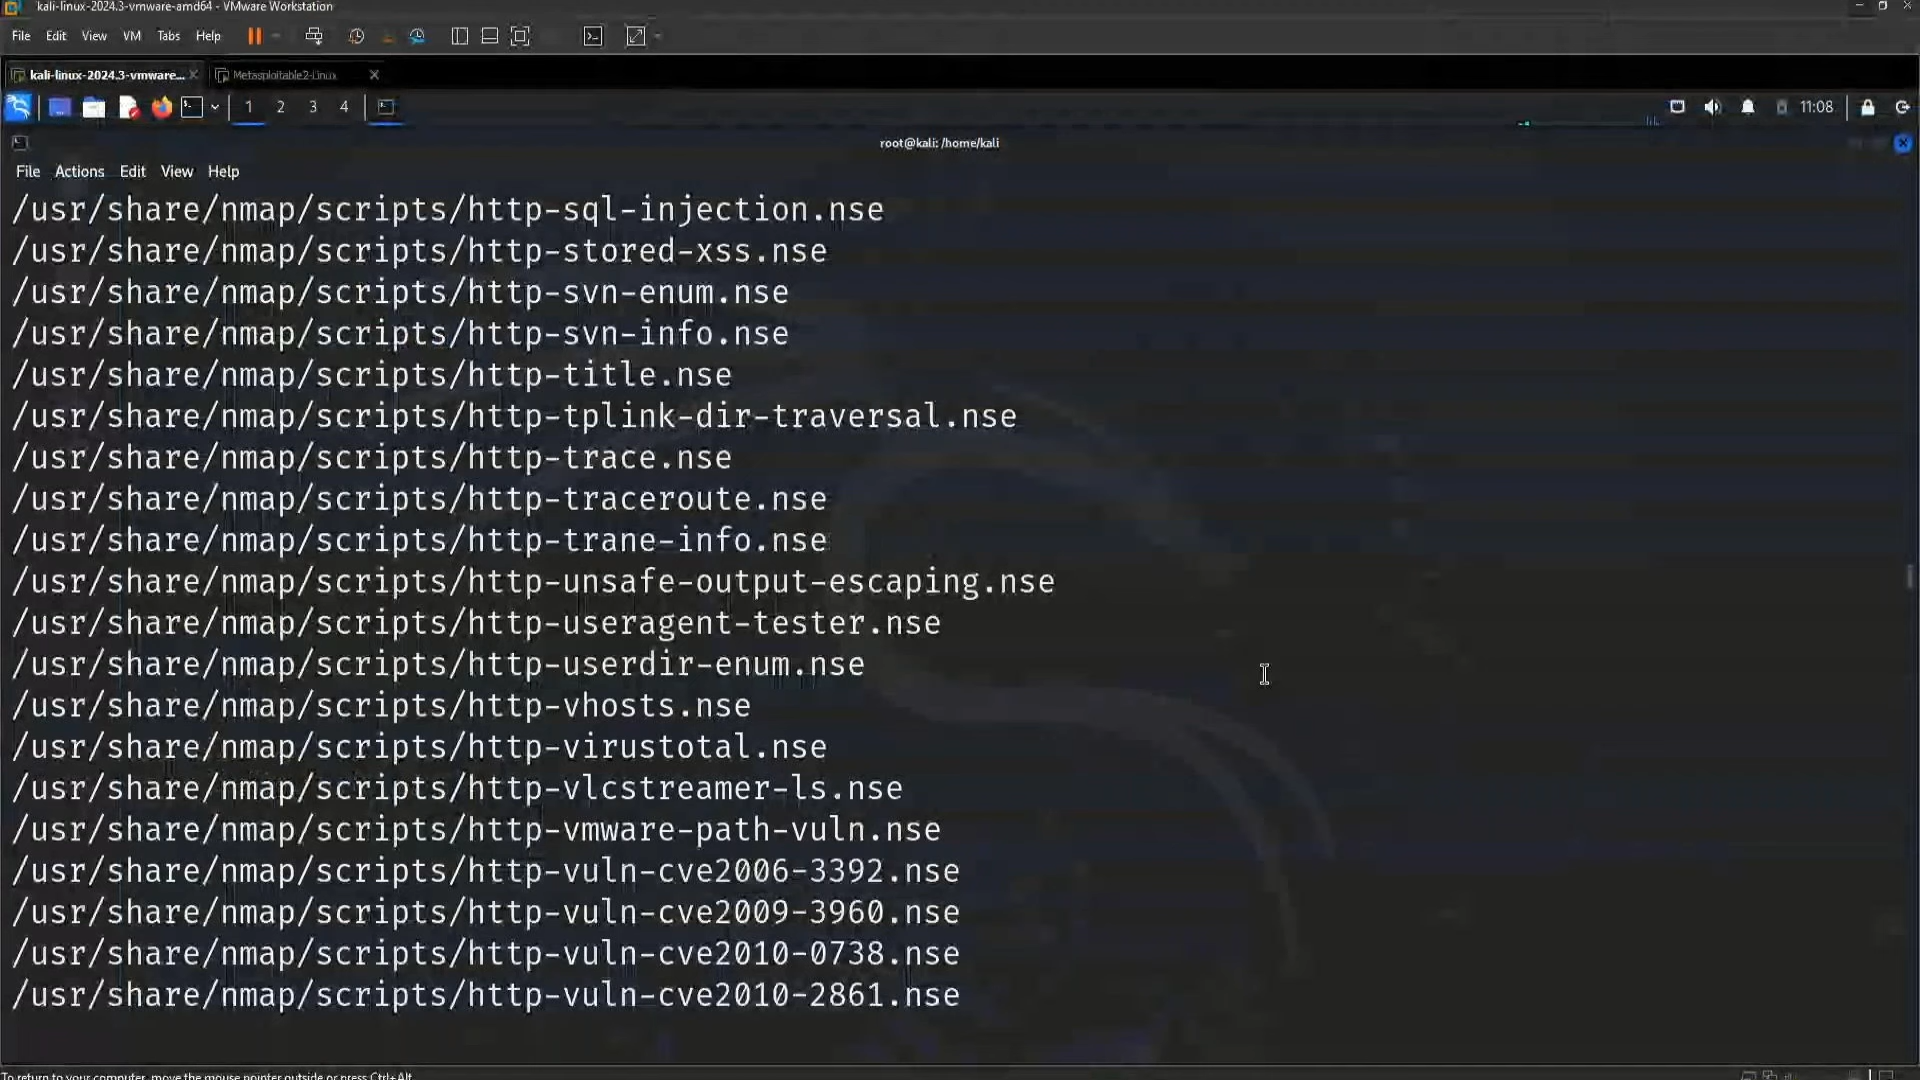 kali-linux-2024.3-vmware-amd64 - VMware Workstation
File Edit View VM Tabs Help
kali-linux-2024.3-vmware... Metasploitable2-Linux
1 2 3 4 11:08
root@kali: /home/kali
File Actions Edit View Help
/usr/share/nmap/scripts/http-sql-injection.nse
/usr/share/nmap/scripts/http-stored-xss.nse
/usr/share/nmap/scripts/http-svn-enum.nse
/usr/share/nmap/scripts/http-svn-info.nse
/usr/share/nmap/scripts/http-title.nse
/usr/share/nmap/scripts/http-tplink-dir-traversal.nse
/usr/share/nmap/scripts/http-trace.nse
/usr/share/nmap/scripts/http-traceroute.nse
/usr/share/nmap/scripts/http-trane-info.nse
/usr/share/nmap/scripts/http-unsafe-output-escaping.nse
/usr/share/nmap/scripts/http-useragent-tester.nse
/usr/share/nmap/scripts/http-userdir-enum.nse
/usr/share/nmap/scripts/http-vhosts.nse
/usr/share/nmap/scripts/http-virustotal.nse
/usr/share/nmap/scripts/http-vlcstreamer-ls.nse
/usr/share/nmap/scripts/http-vmware-path-vuln.nse
/usr/share/nmap/scripts/http-vuln-cve2006-3392.nse
/usr/share/nmap/scripts/http-vuln-cve2009-3960.nse
/usr/share/nmap/scripts/http-vuln-cve2010-0738.nse
/usr/share/nmap/scripts/http-vuln-cve2010-2861.nse
To return to your computer, move the mouse pointer outside or press Ctrl+Alt.